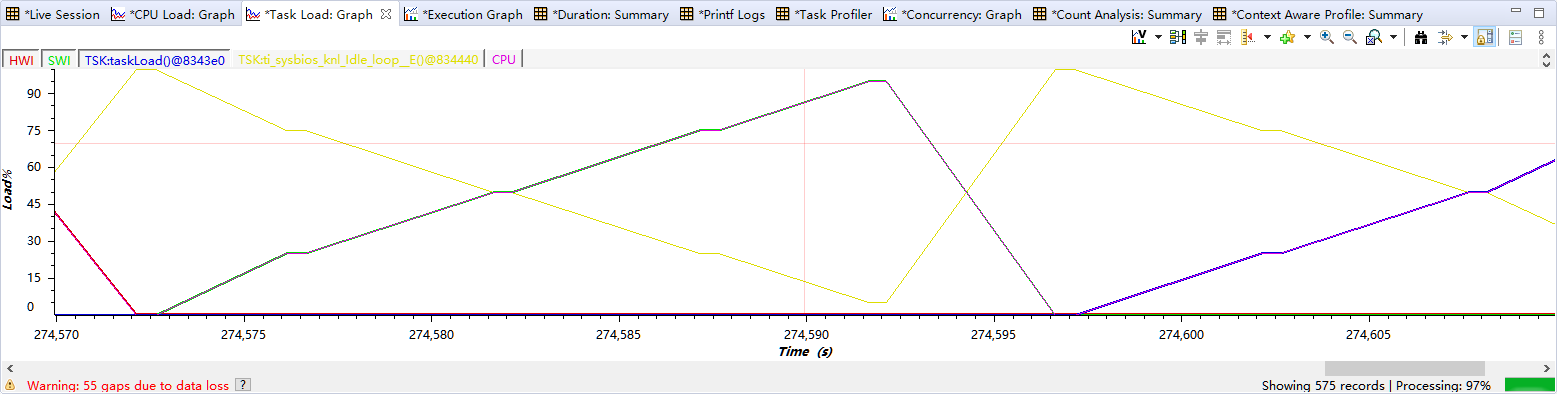 *Live Session *CPU Load: Graph *Task Load: Graph *Execution Graph *Duration: Summary *Printf Logs *Task Profiler *Concurrency: Graph *Count Analysis: Summary *Context Aware Profile: Summary
HWI SWI TSK:taskLoad()@8343e0 TSK:ti_sysbios_knl_Idle_loop__E()@834440 CPU
90
75
60
45
30
15
0
Load%
274,570 274,575 274,580 274,585 274,590 274,595 274,600 274,605
Time (s)
Warning: 55 gaps due to data loss ? Showing 575 records | Processing: 97%